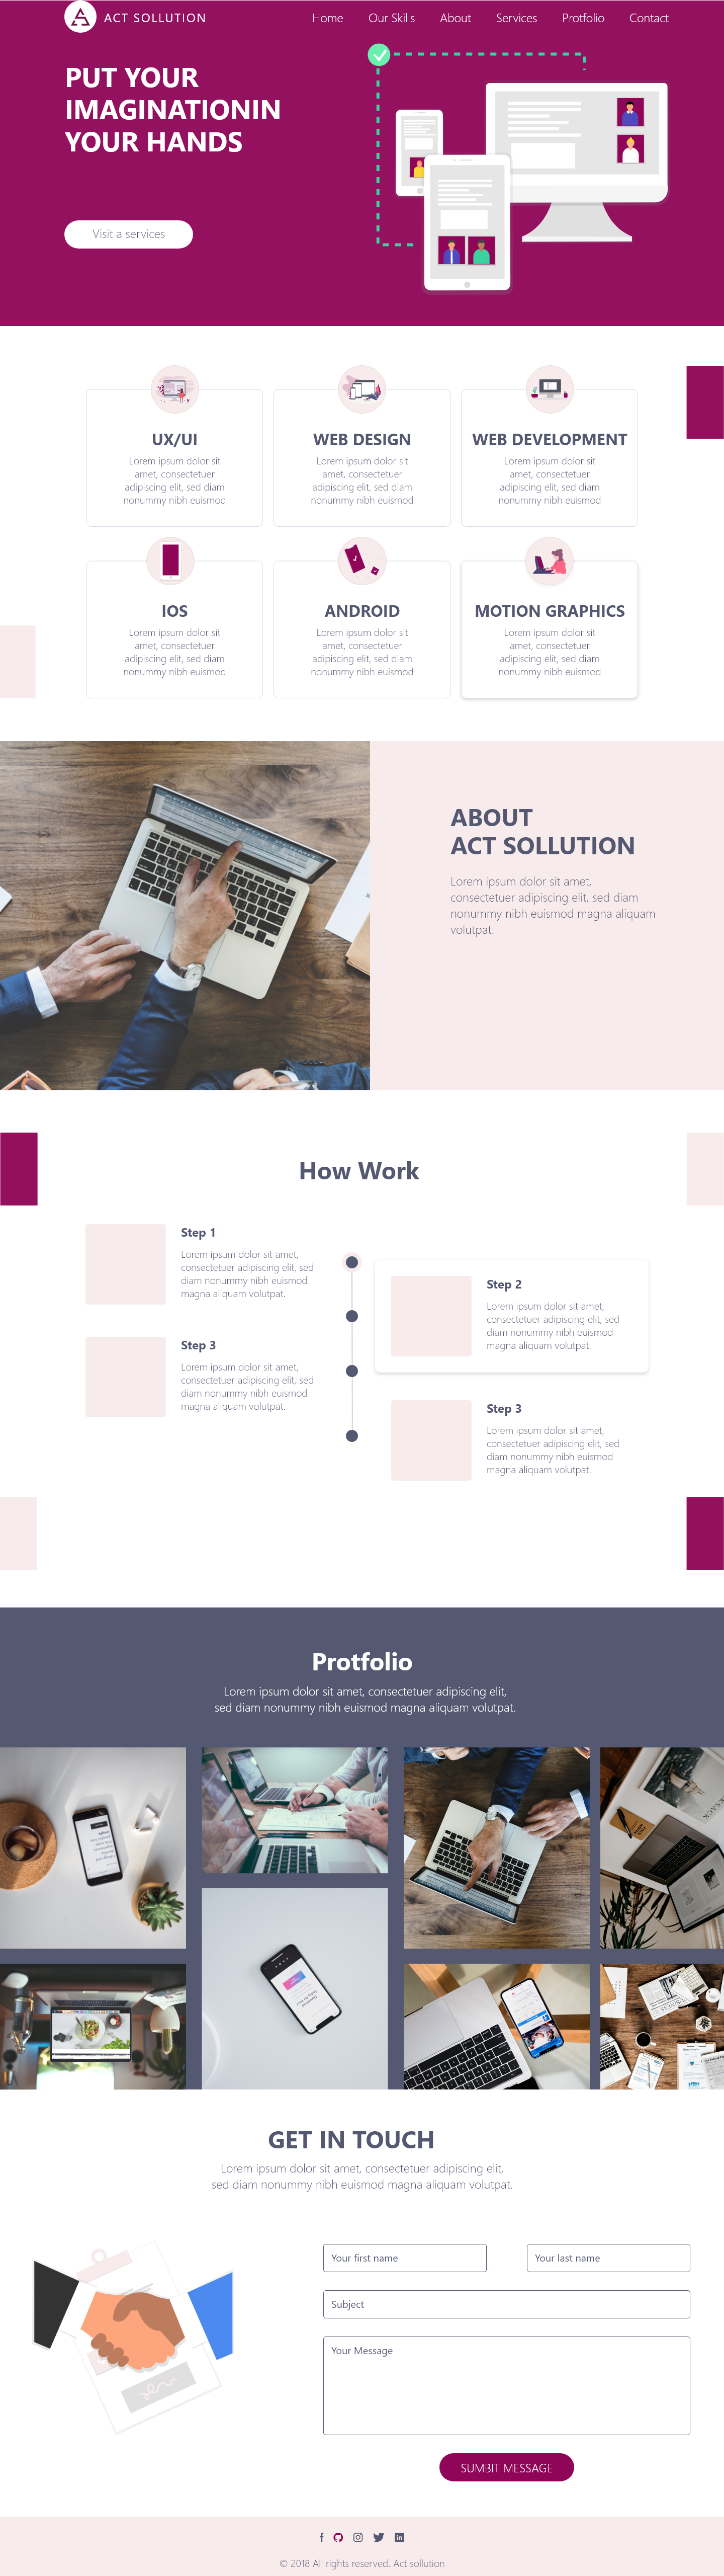 ACT SOLLUTION
Home Our Skills About Services Protfolio Contact
PUT YOUR
IMAGINATIONIN
YOUR HANDS
Visit a services
UX/UI
Lorem ipsum dolor sit
amet, consectetuer
adipiscing elit, sed diam
nonummy nibh euismod
WEB DESIGN
Lorem ipsum dolor sit
amet, consectetuer
adipiscing elit, sed diam
nonummy nibh euismod
WEB DEVELOPMENT
Lorem ipsum dolor sit
amet, consectetuer
adipiscing elit, sed diam
nonummy nibh euismod
IOS
Lorem ipsum dolor sit
amet, consectetuer
adipiscing elit, sed diam
nonummy nibh euismod
ANDROID
Lorem ipsum dolor sit
amet, consectetuer
adipiscing elit, sed diam
nonummy nibh euismod
MOTION GRAPHICS
Lorem ipsum dolor sit
amet, consectetuer
adipiscing elit, sed diam
nonummy nibh euismod
ABOUT
ACT SOLLUTION
Lorem ipsum dolor sit amet,
consectetuer adipiscing elit, sed diam
nonummy nibh euismod magna aliquam
volutpat.
How Work
Step 1
Lorem ipsum dolor sit amet,
consectetuer adipiscing elit, sed
diam nonummy nibh euismod
magna aliquam volutpat.
Step 2
Lorem ipsum dolor sit amet,
consectetuer adipiscing elit, sed
diam nonummy nibh euismod
magna aliquam volutpat.
Step 3
Lorem ipsum dolor sit amet,
consectetuer adipiscing elit, sed
diam nonummy nibh euismod
magna aliquam volutpat.
Step 3
Lorem ipsum dolor sit amet,
consectetuer adipiscing elit, sed
diam nonummy nibh euismod
magna aliquam volutpat.
Protfolio
Lorem ipsum dolor sit amet, consectetuer adipiscing elit,
sed diam nonummy nibh euismod magna aliquam volutpat.
GET IN TOUCH
Lorem ipsum dolor sit amet, consectetuer adipiscing elit,
sed diam nonummy nibh euismod magna aliquam volutpat.
Your first name
Your last name
Subject
Your Message
SUMBIT MESSAGE
© 2018 All rights reserved. Act sollution